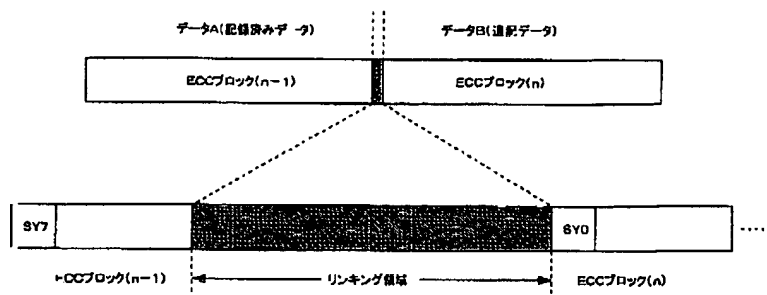 データA(記録済みデータ)
データB(追記データ)
ECCブロック(n-1)
ECCブロック(n)
SY7
SY0
ECCブロック(n-1)
リンキング領域
ECCブロック(n)